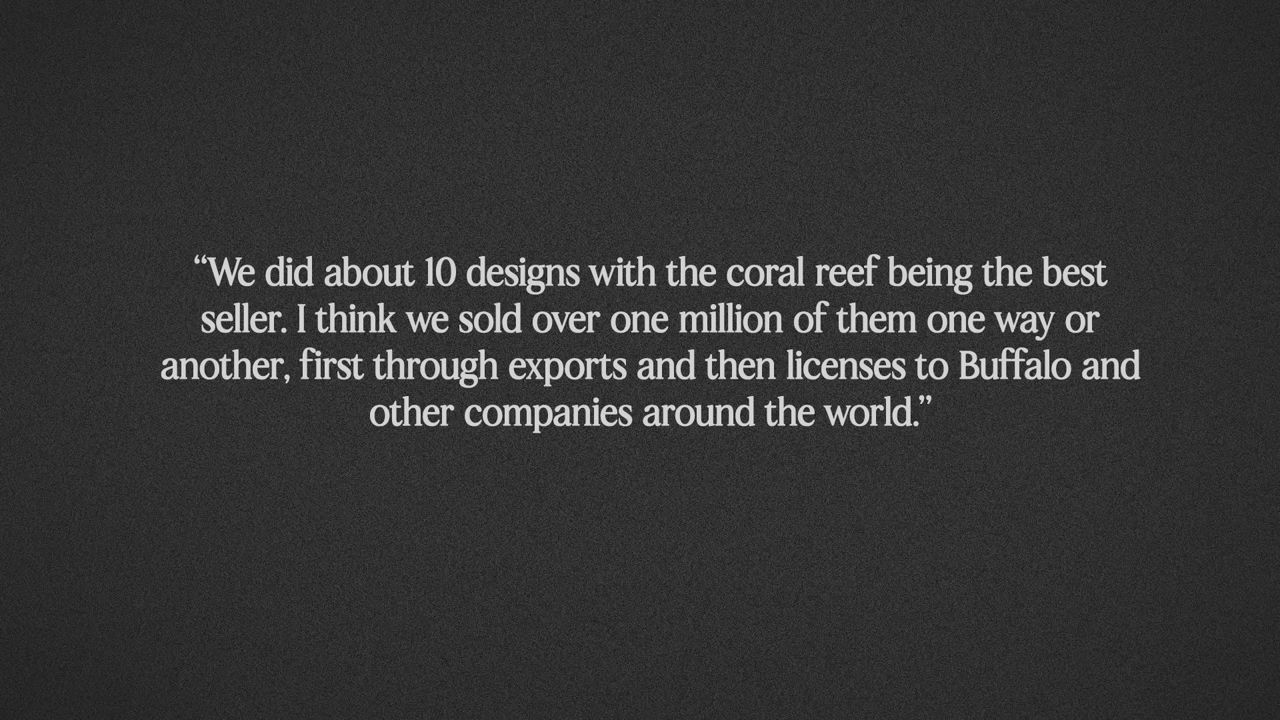 “We did about 10 designs with the coral reef being the best
seller. I think we sold over one million of them one way or
another, first through exports and then licenses to Buffalo and
other companies around the world.”